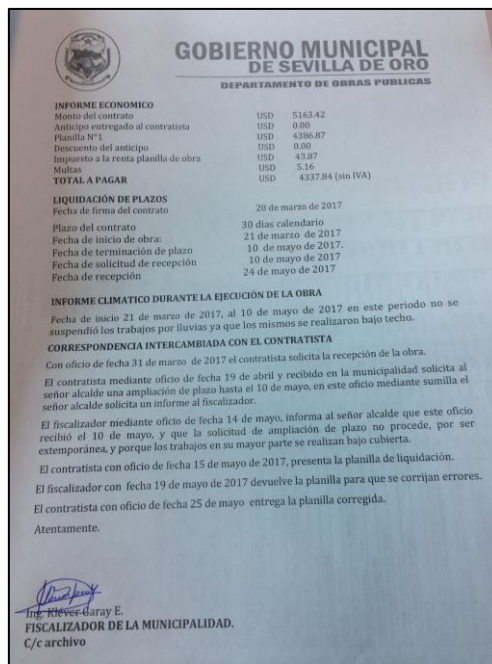 GOBIERNO MUNICIPAL
DE SEVILLA DE ORO
DEPARTAMENTO DE OBRAS PUBLICAS
INFORME ECONOMICO
Monto del contrato USD 5163.42
Anticipo entregado al contratista USD 0.00
Planilla N°1 USD 4386.87
Descuento del anticipo USD 0.00
Impuesto a la renta planilla de obra USD 43.87
Multas USD 5.16
TOTAL A PAGAR USD 4337.84 (sin IVA)
LIQUIDACIÓN DE PLAZOS
Fecha de firma del contrato 20 de marzo de 2017
Plazo del contrato 30 días calendario
Fecha de inicio de obra: 21 de marzo de 2017
Fecha de terminación de plazo 10 de mayo de 2017.
Fecha de solicitud de recepción 10 de mayo de 2017
Fecha de recepción 24 de mayo de 2017
INFORME CLIMATICO DURANTE LA EJECUCIÓN DE LA OBRA
Fecha de inicio 21 de marzo de 2017, al 10 de mayo de 2017 en este periodo no se
suspendió los trabajos por lluvias ya que los mismos se realizaron bajo techo.
CORRESPONDENCIA INTERCAMBIADA CON EL CONTRATISTA
Con oficio de fecha 31 de marzo de 2017 el contratista solicita la recepción de la obra.
El contratista mediante oficio de fecha 19 de abril y recibido en la municipalidad solicita al
señor alcalde una ampliación de plazo hasta el 10 de mayo, en este oficio mediante sumilla el
señor alcalde solicita un informe al fiscalizador.
El fiscalizador mediante oficio de fecha 14 de mayo, informa al señor alcalde que este oficio
recibió el 10 de mayo, y que la solicitud de ampliación de plazo no procede, por ser
extemporánea, y porque los trabajos en su mayor parte se realizan bajo cubierta.
El contratista con oficio de fecha 15 de mayo de 2017, presenta la planilla de liquidación.
El fiscalizador con fecha 19 de mayo de 2017 devuelve la planilla para que se corrijan errores.
El contratista con oficio de fecha 25 de mayo entrega la planilla corregida.
Atentamente.
Ing. Kléver Garay E.
FISCALIZADOR DE LA MUNICIPALIDAD.
C/c archivo